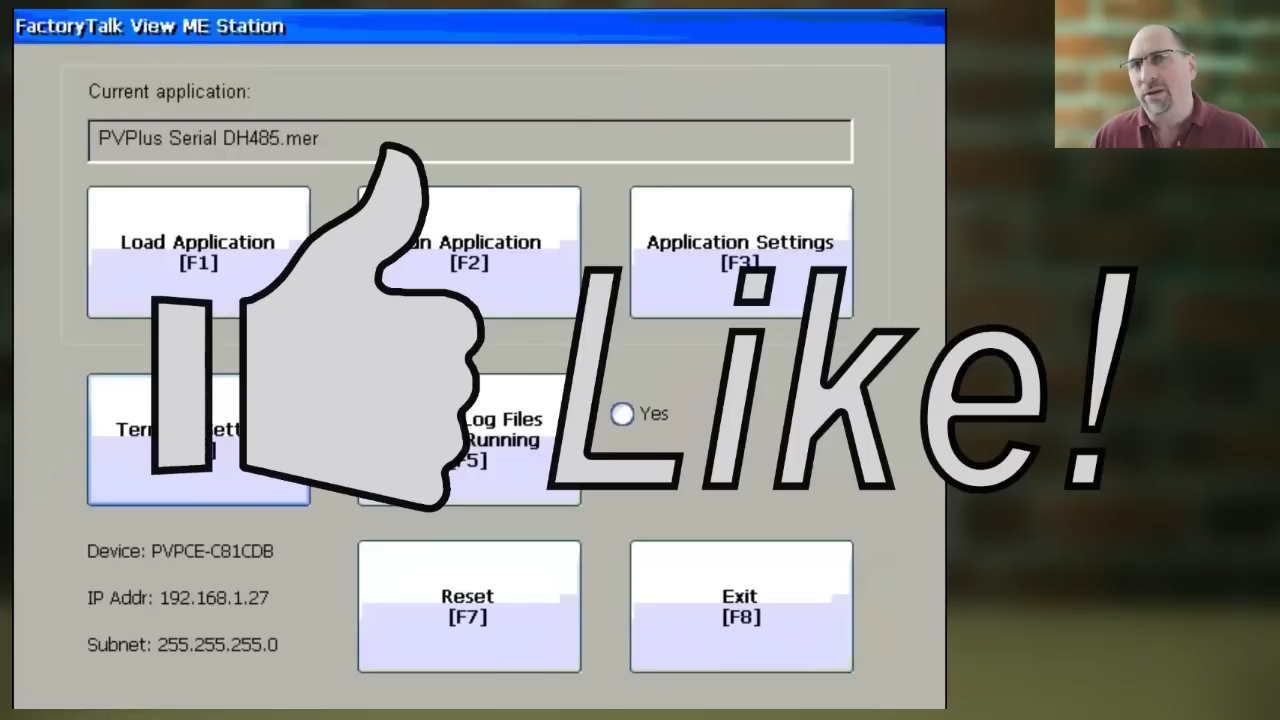 FactoryTalk View ME Station
Current application:
PVPlus Serial DH485.mer
Load Application
[F1]
Application
[F2]
Application Settings
[F3]
Log Files
Running
Yes
Like!
Device: PVPCE-C81CDB
IP Addr: 192.168.1.27
Subnet: 255.255.255.0
Reset
[F7]
Exit
[F8]